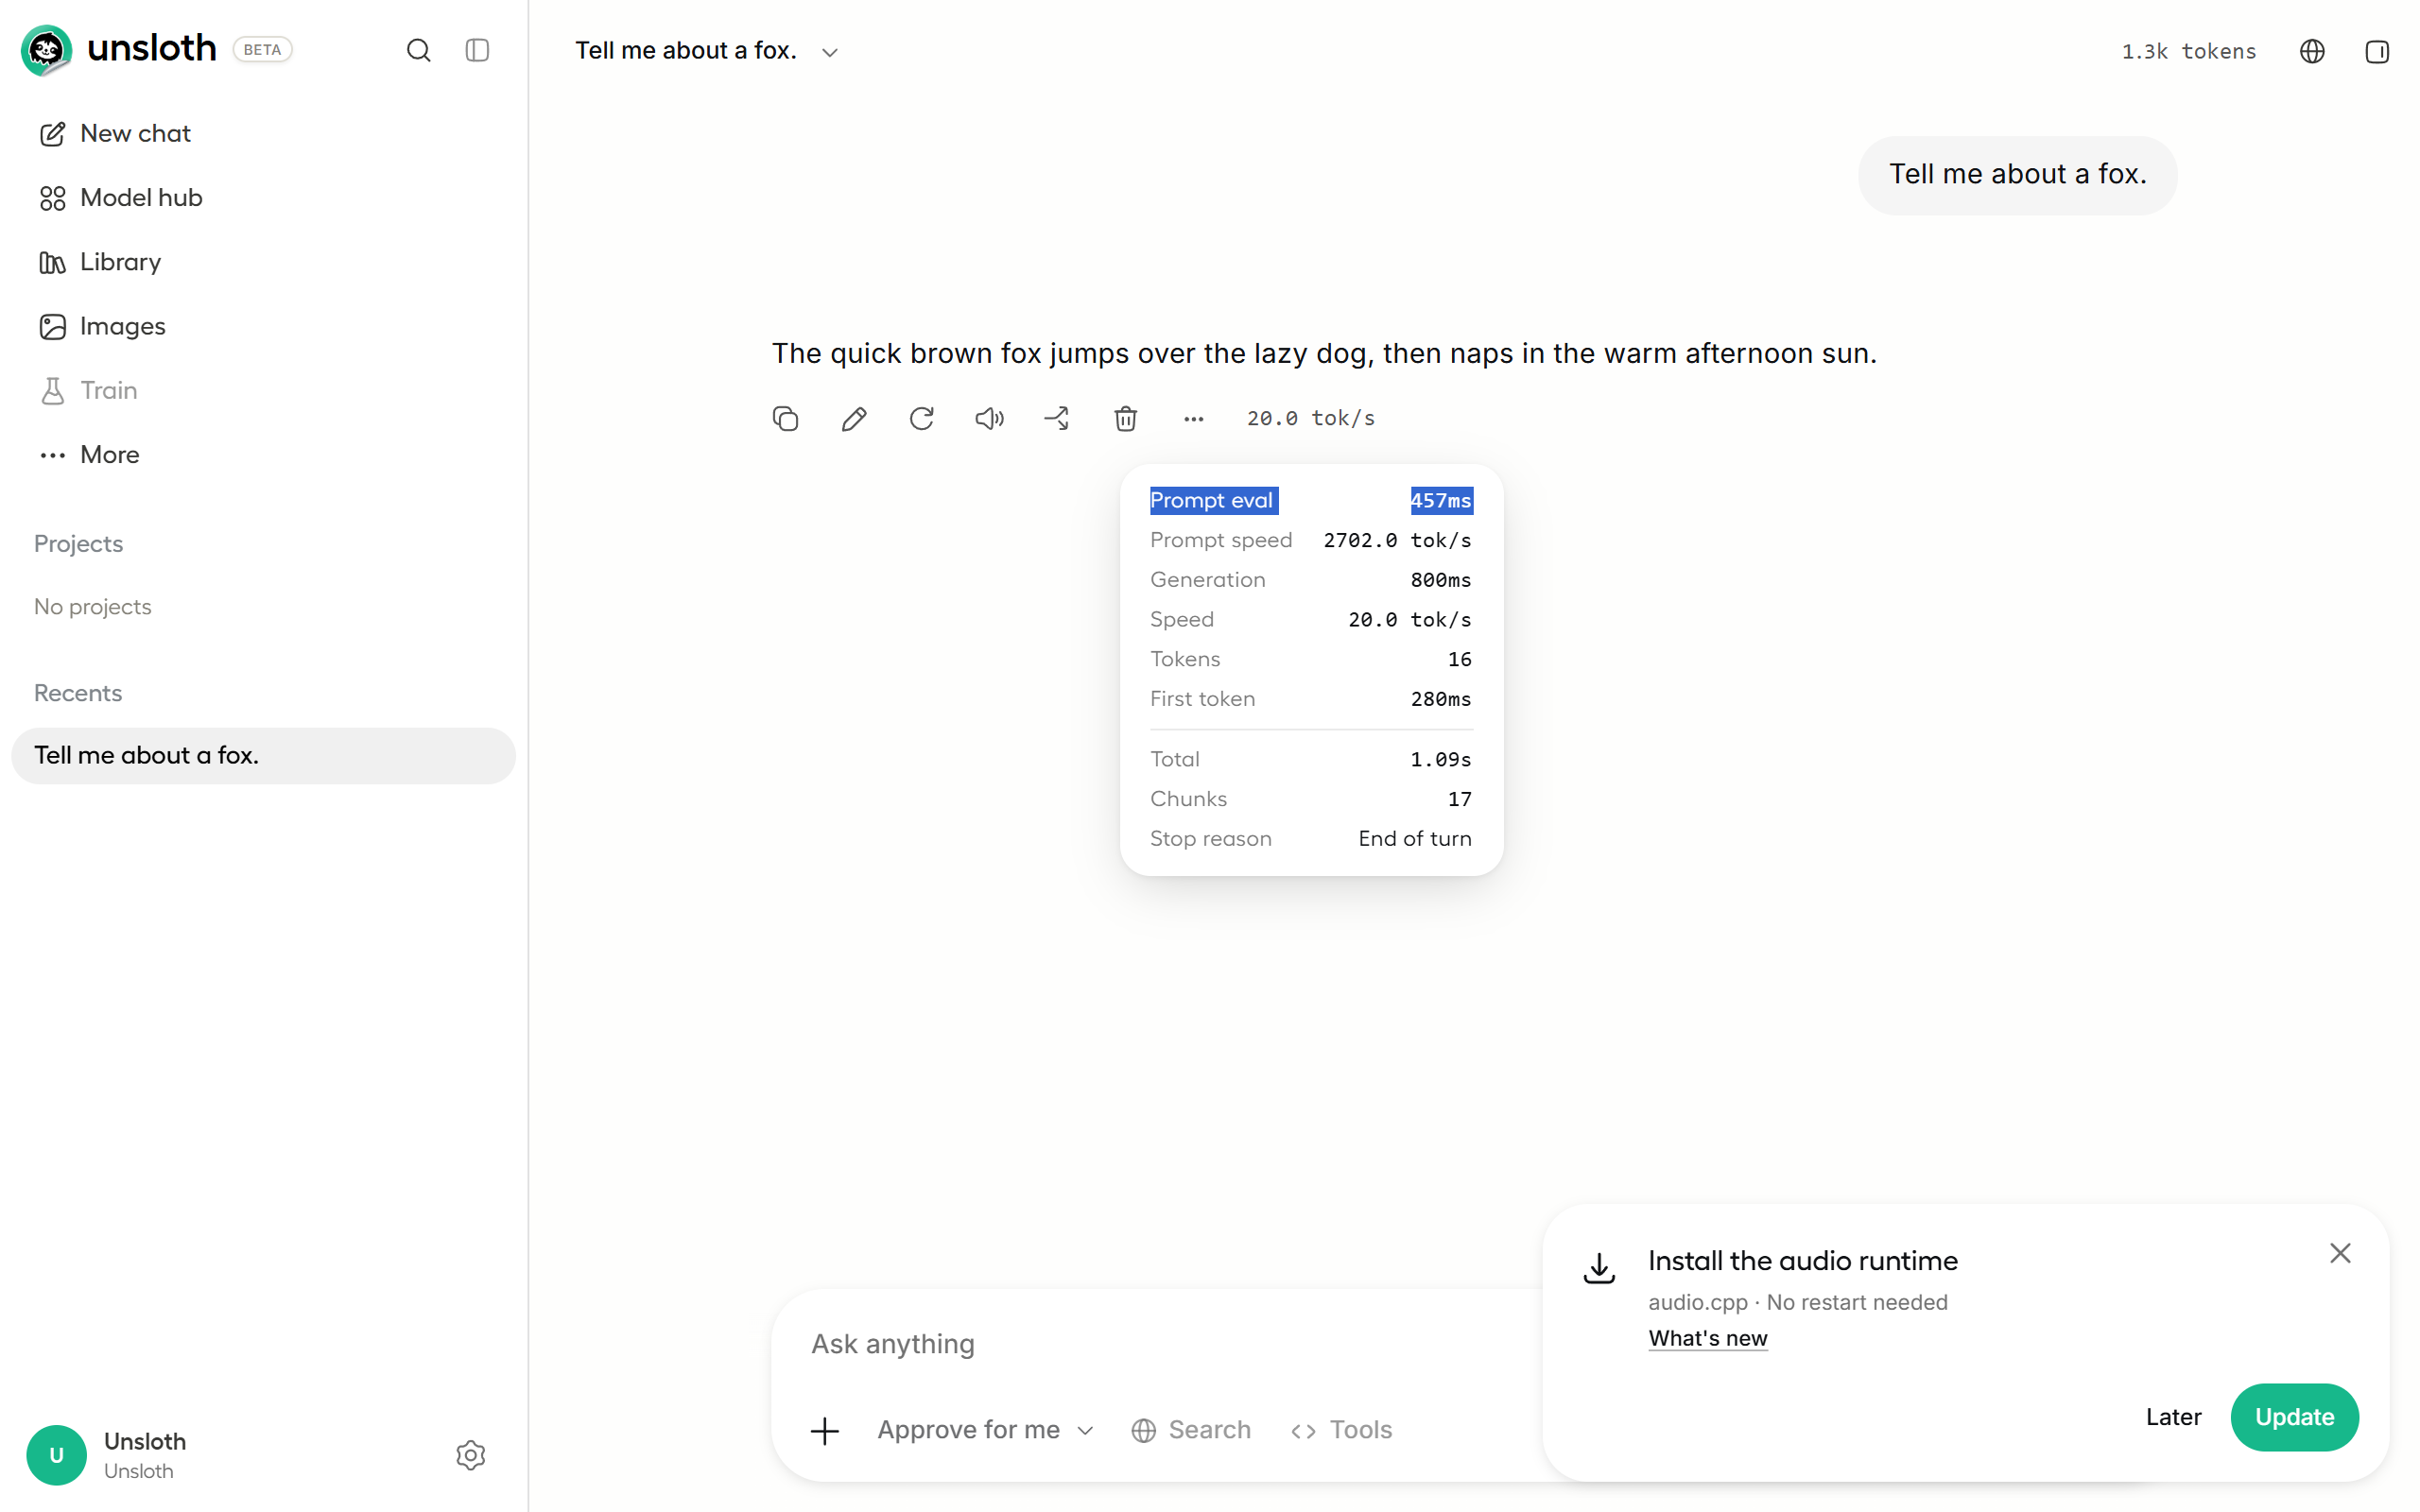 unsloth BETA
New chat
Model hub
Library
Images
Train
More
Projects
No projects
Recents
Tell me about a fox.
U
Unsloth
Unsloth
Tell me about a fox.
1.3k tokens
Tell me about a fox.
The quick brown fox jumps over the lazy dog, then naps in the warm afternoon sun.
20.0 tok/s
Prompt eval 457ms
Prompt speed 2702.0 tok/s
Generation 800ms
Speed 20.0 tok/s
Tokens 16
First token 280ms
Total 1.09s
Chunks 17
Stop reason End of turn
Ask anything
Approve for me Search Tools
Install the audio runtime
audio.cpp · No restart needed
What's new
Later Update